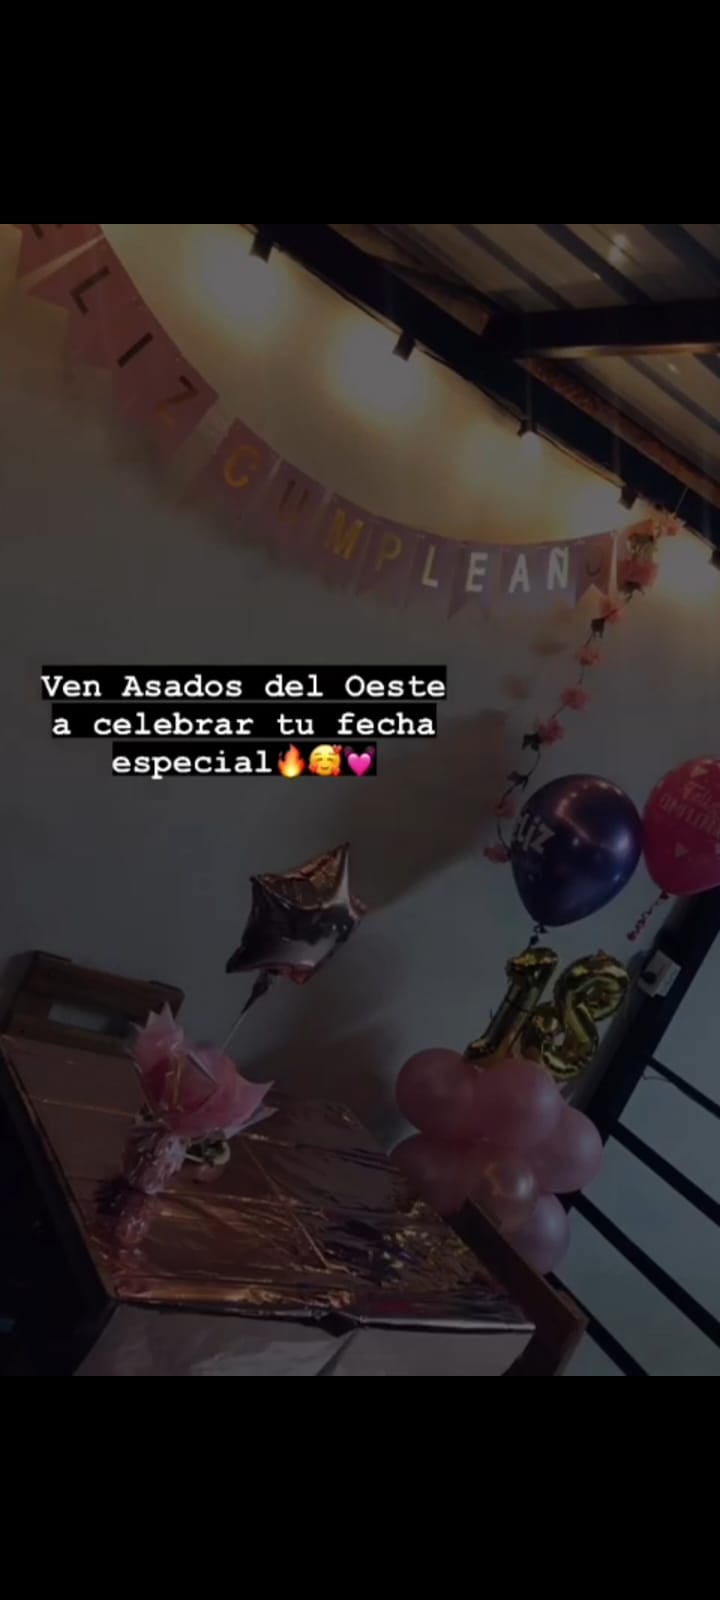 LIZ CUMPLEAÑ
Ven Asados del Oeste
a celebrar tu fecha
especial🔥🥰💓
18